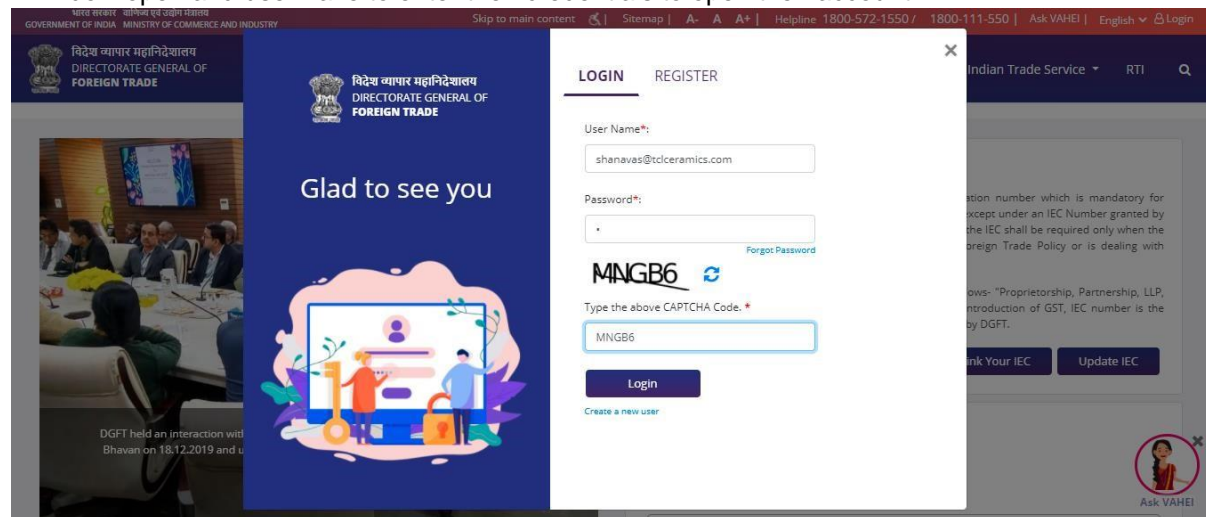 भारत सरकार वाणिज्य एवं उद्योग मंत्रालय
GOVERNMENT OF INDIA MINISTRY OF COMMERCE AND INDUSTRY
Skip to main content | Sitemap | A- A A+ | Helpline 1800-572-1550 / 1800-111-550 | Ask VAHEI | English Login
विदेश व्यापार महानिदेशालय
DIRECTORATE GENERAL OF
FOREIGN TRADE
Indian Trade Service RTI
विदेश व्यापार महानिदेशालय
DIRECTORATE GENERAL OF
FOREIGN TRADE
Glad to see you
LOGIN REGISTER
User Name*:
shanavas@tclceramics.com
Password*:
Forgot Password
MNGB6
Type the above CAPTCHA Code. *
MNGB6
Login
Create a new user
ation number which is mandatory for
except under an IEC Number granted by
the IEC shall be required only when the
oreign Trade Policy or is dealing with
ows- "Proprietorship, Partnership, LLP,
ntroduction of GST, IEC number is the
by DGFT.
ink Your IEC Update IEC
DGFT held an interaction wit
Bhavan on 18.12.2019 and u
Ask VAHEI